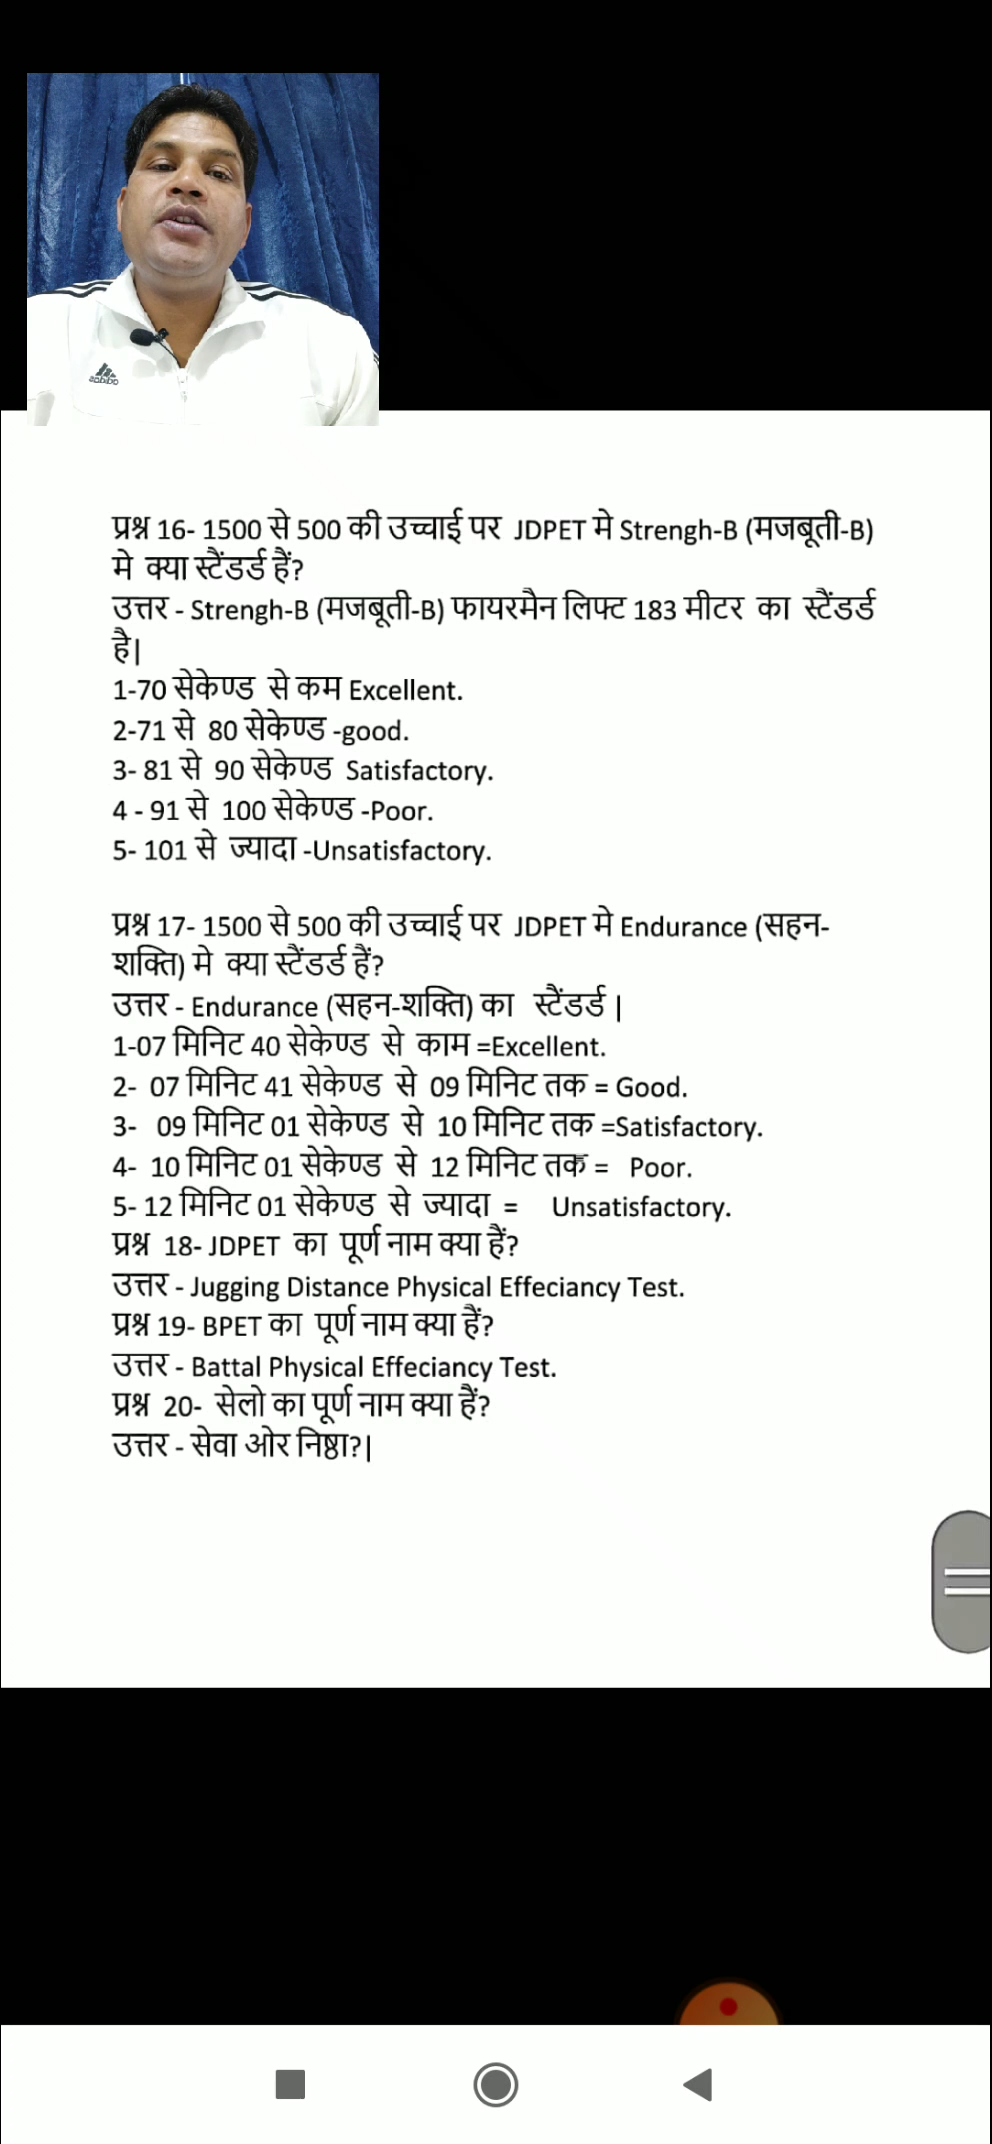 प्रश्न 16- 1500 से 500 की उच्चाई पर JDPET मे Strengh-B (मजबूती-B)
मे क्या स्टैंडर्ड हैं?
उत्तर - Strengh-B (मजबूती-B) फायरमैन लिफ्ट 183 मीटर का स्टैंडर्ड
है|
1-70 सेकेण्ड से कम Excellent.
2-71 से 80 सेकेण्ड -good.
3- 81 से 90 सेकेण्ड Satisfactory.
4 - 91 से 100 सेकेण्ड -Poor.
5- 101 से ज्यादा -Unsatisfactory.
प्रश्न 17- 1500 से 500 की उच्चाई पर JDPET मे Endurance (सहन-
शक्ति) मे क्या स्टैंडर्ड हैं?
उत्तर - Endurance (सहन-शक्ति) का स्टैंडर्ड |
1-07 मिनिट 40 सेकेण्ड से काम =Excellent.
2- 07 मिनिट 41 सेकेण्ड से 09 मिनिट तक = Good.
3- 09 मिनिट 01 सेकेण्ड से 10 मिनिट तक =Satisfactory.
4- 10 मिनिट 01 सेकेण्ड से 12 मिनिट तक = Poor.
5- 12 मिनिट 01 सेकेण्ड से ज्यादा = Unsatisfactory.
प्रश्न 18- JDPET का पूर्ण नाम क्या हैं?
उत्तर - Jugging Distance Physical Effeciancy Test.
प्रश्न 19- BPET का पूर्ण नाम क्या हैं?
उत्तर - Battal Physical Effeciancy Test.
प्रश्न 20- सेलो का पूर्ण नाम क्या हैं?
उत्तर - सेवा ओर निष्ठा?|